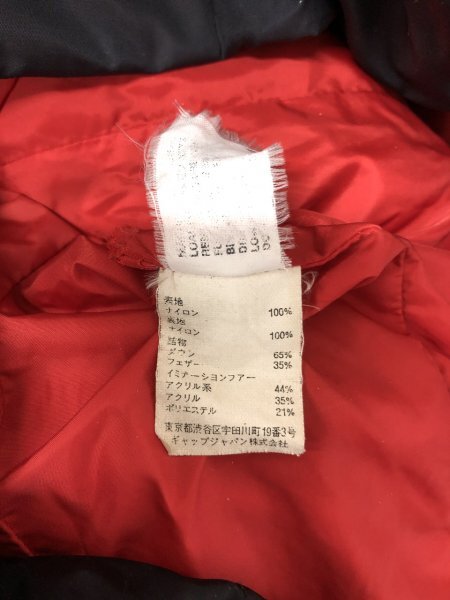 表地
ナイロン 100%
裏地
ナイロン 100%
詰物
ダウン 65%
フェザー 35%
イミテーションファー
アクリル系 44%
アクリル 35%
ポリエステル 21%
東京都渋谷区宇田川町19番3号
ギャップジャパン株式会社